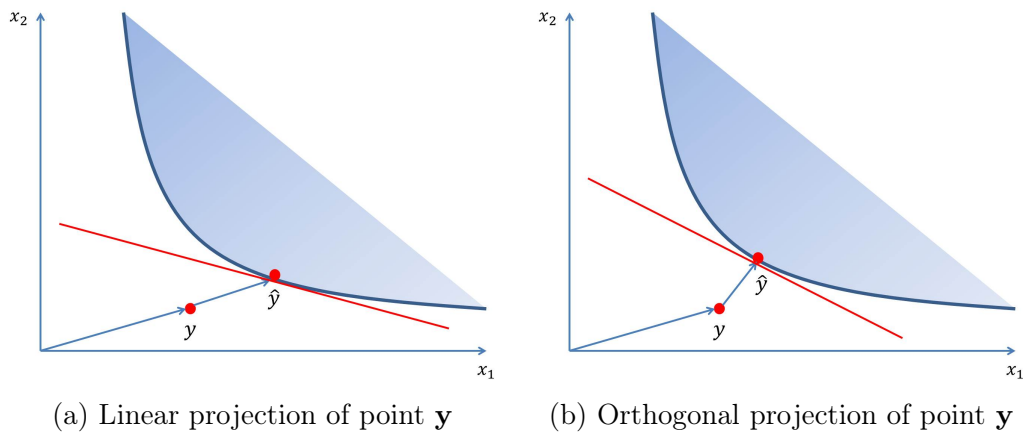 x₂
ŷ
y
x₁
(a) Linear projection of point y
x₂
ŷ
y
x₁
(b) Orthogonal projection of point y